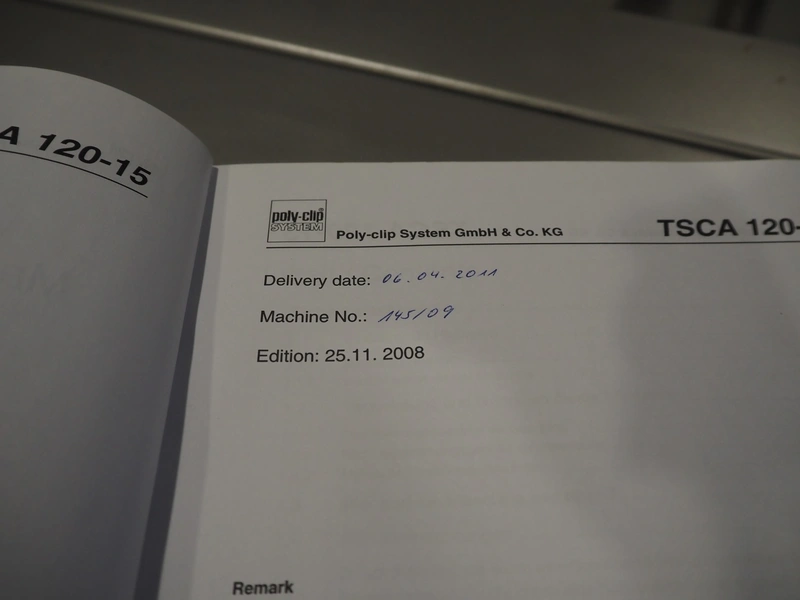 A 120-15
poly-clip®
SYSTEM
Poly-clip System GmbH & Co. KG
TSCA 120-
Delivery date: 06.04.2011
Machine No.: 145/09
Edition: 25.11. 2008
Remark